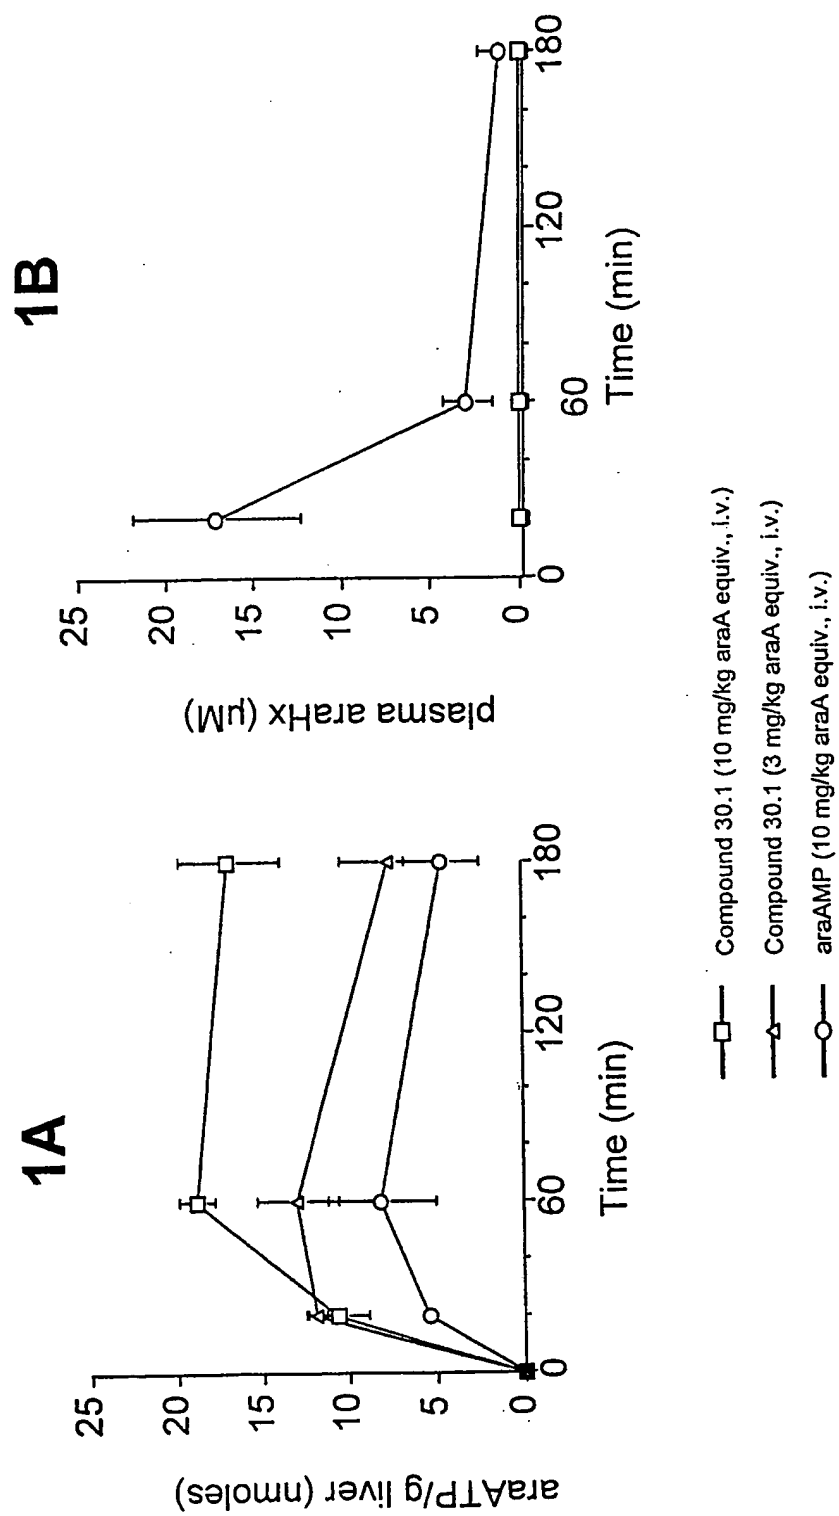 1A
araATP/g liver (nmoles)
25
20
15
10
5
0
0
60
120
180
Time (min)
1B
plasma araHx (µM)
25
20
15
10
5
0
0
60
120
180
Time (min)
Compound 30.1 (10 mg/kg araA equiv., i.v.)
Compound 30.1 (3 mg/kg araA equiv., i.v.)
araAMP (10 mg/kg araA equiv., i.v.)